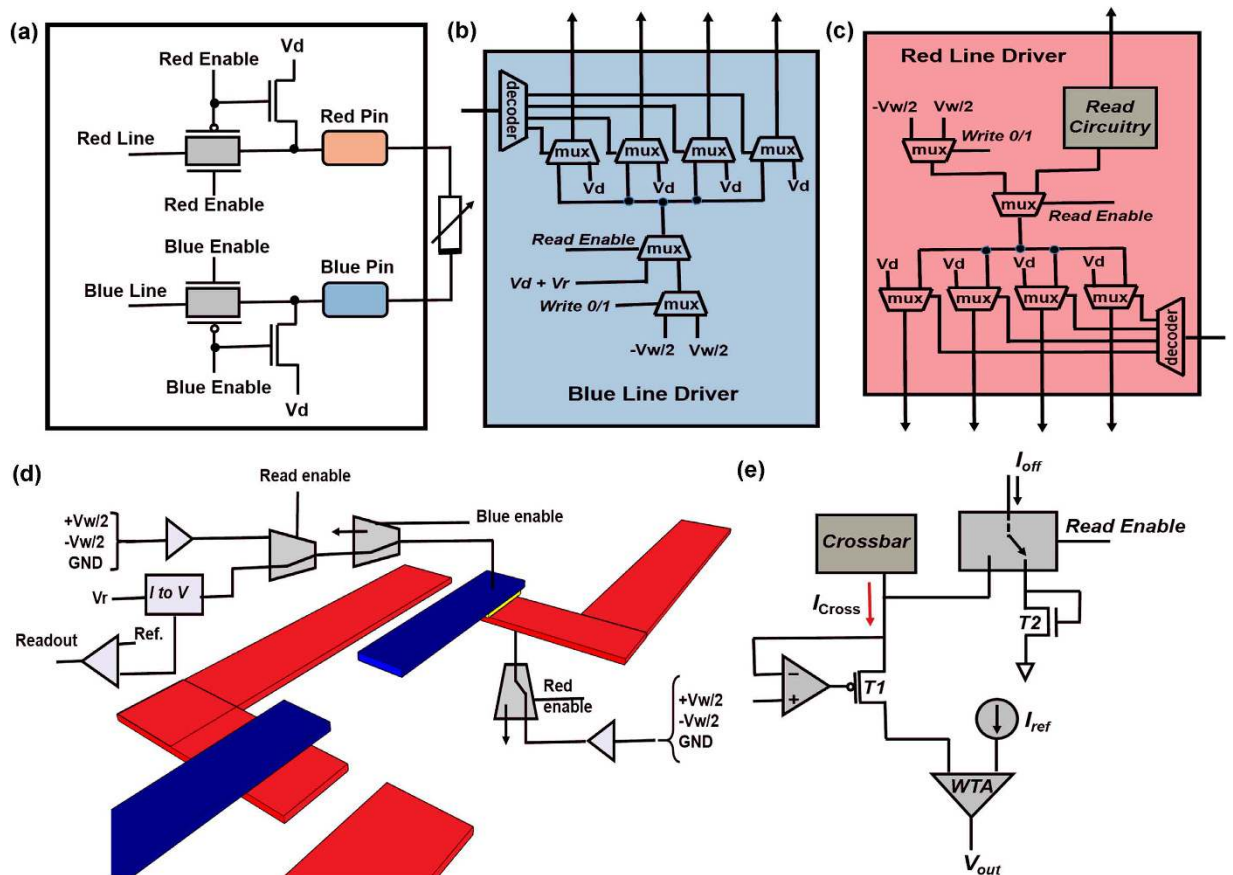 (a)
Red Enable
Vd
Red Pin
Red Line
Red Enable
Blue Enable
Blue Pin
Blue Line
Blue Enable
Vd
(b)
decoder
mux
mux
mux
mux
Vd
Vd
Vd
Vd
Read Enable
mux
Vd + Vr
Write 0/1
mux
-Vw/2
Vw/2
Blue Line Driver
(c)
Red Line Driver
-Vw/2
Vw/2
Read
Circuitry
Write 0/1
mux
mux
Read Enable
Vd
Vd
Vd
Vd
mux
mux
mux
mux
decoder
(d)
Read enable
+Vw/2
-Vw/2
GND
Blue enable
Vr
I to V
Readout
Ref.
Red
enable
+Vw/2
-Vw/2
GND
(e)
Ioff
Crossbar
Read Enable
ICross
T2
−
+
T1
Iref
WTA
Vout